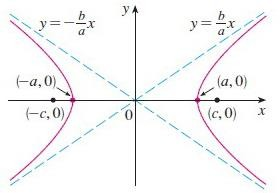 y
y = -b/a x
y = b/a x
(-a, 0)
(a, 0)
(-c, 0)
0
(c, 0)
x